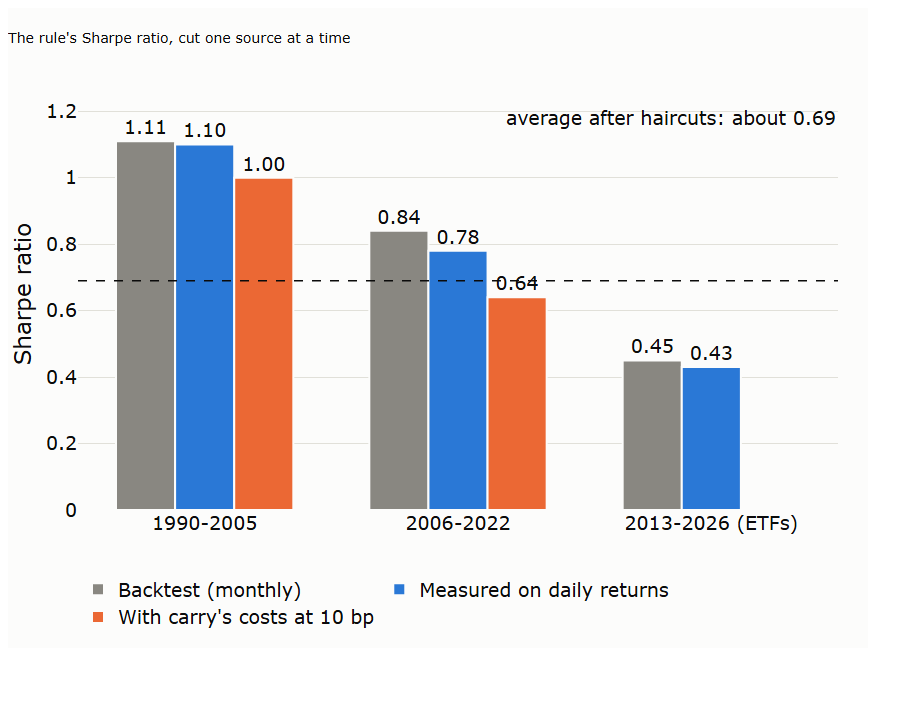 The rule's Sharpe ratio, cut one source at a time
average after haircuts: about 0.69
Sharpe ratio
1.2
1
0.8
0.6
0.4
0.2
0
1.11
1.10
1.00
0.84
0.78
0.64
0.45
0.43
1990-2005
2006-2022
2013-2026 (ETFs)
Backtest (monthly)
Measured on daily returns
With carry's costs at 10 bp